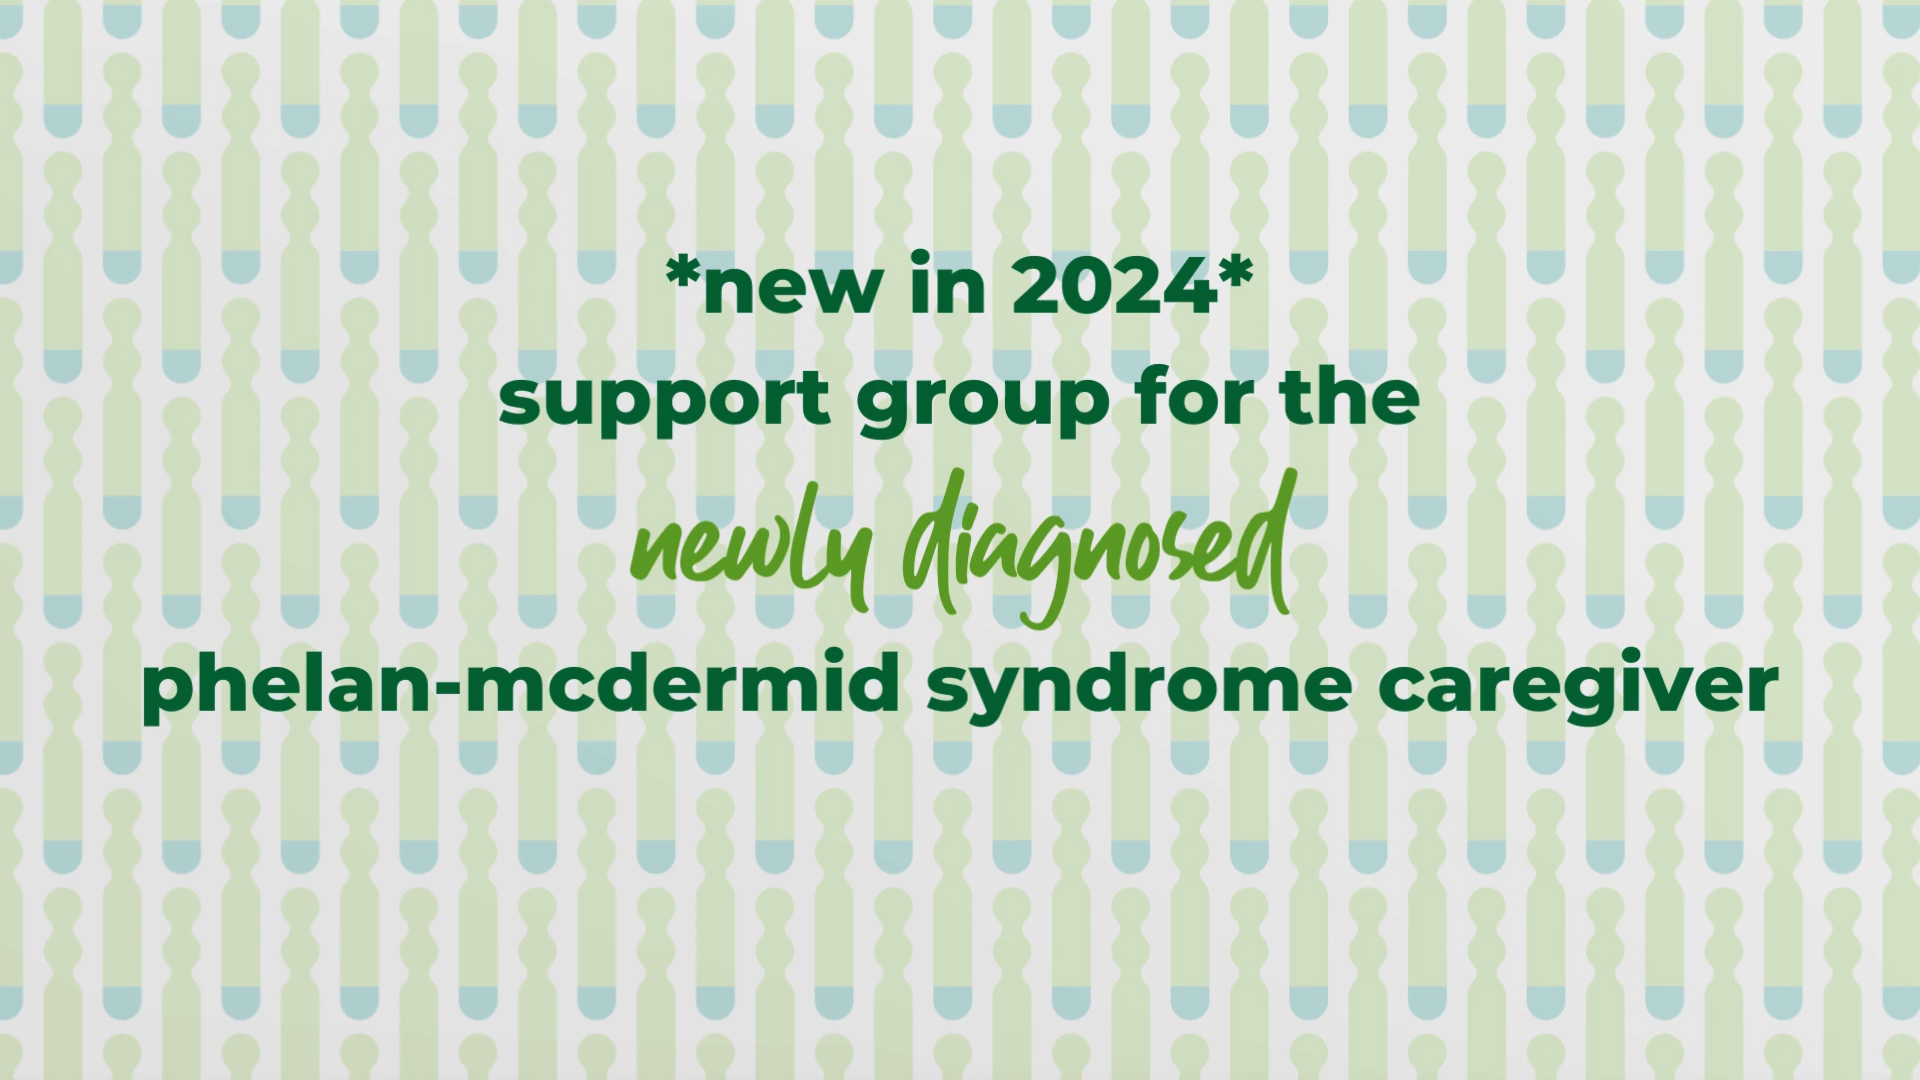 *new in 2024*
support group for the
newly diagnosed
phelan-mcdermid syndrome caregiver